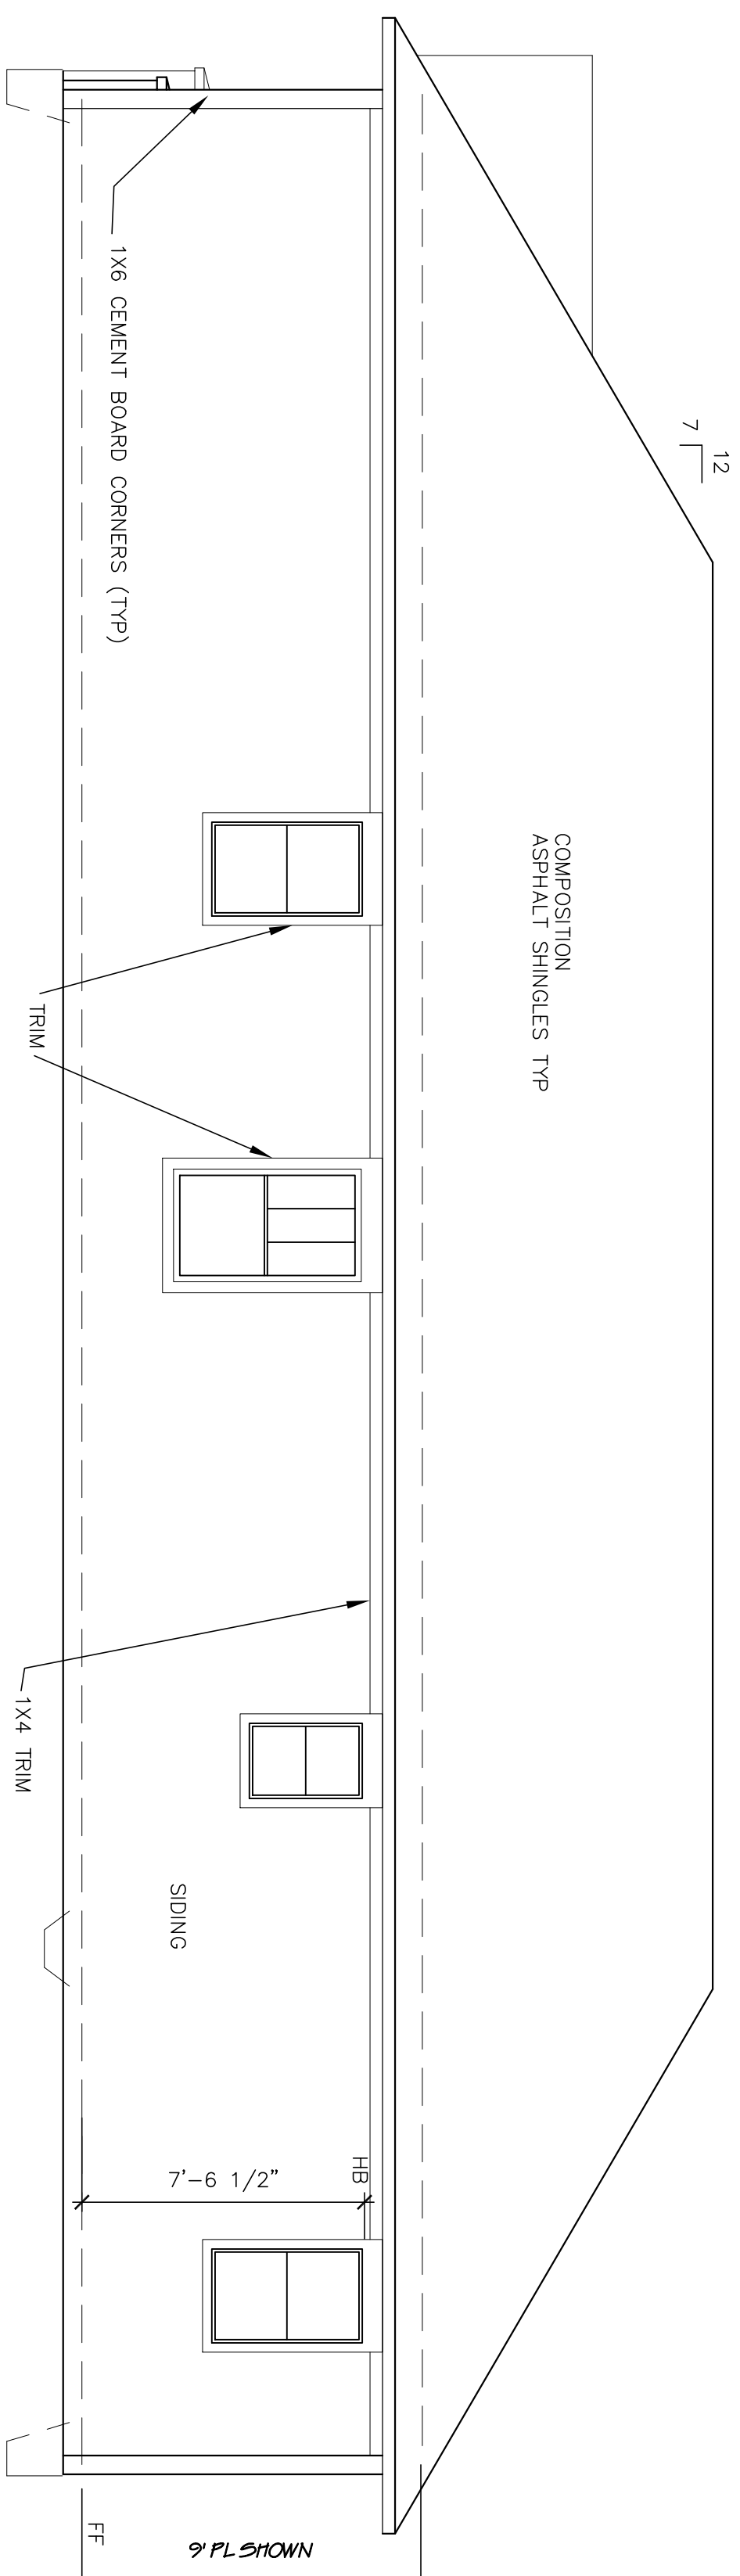 12
7
COMPOSITION
ASPHALT SHINGLES TYP
1X6 CEMENT BOARD CORNERS (TYP)
TRIM
1X4 TRIM
SIDING
HB
7'-6 1/2"
FF
9' PL SHOWN